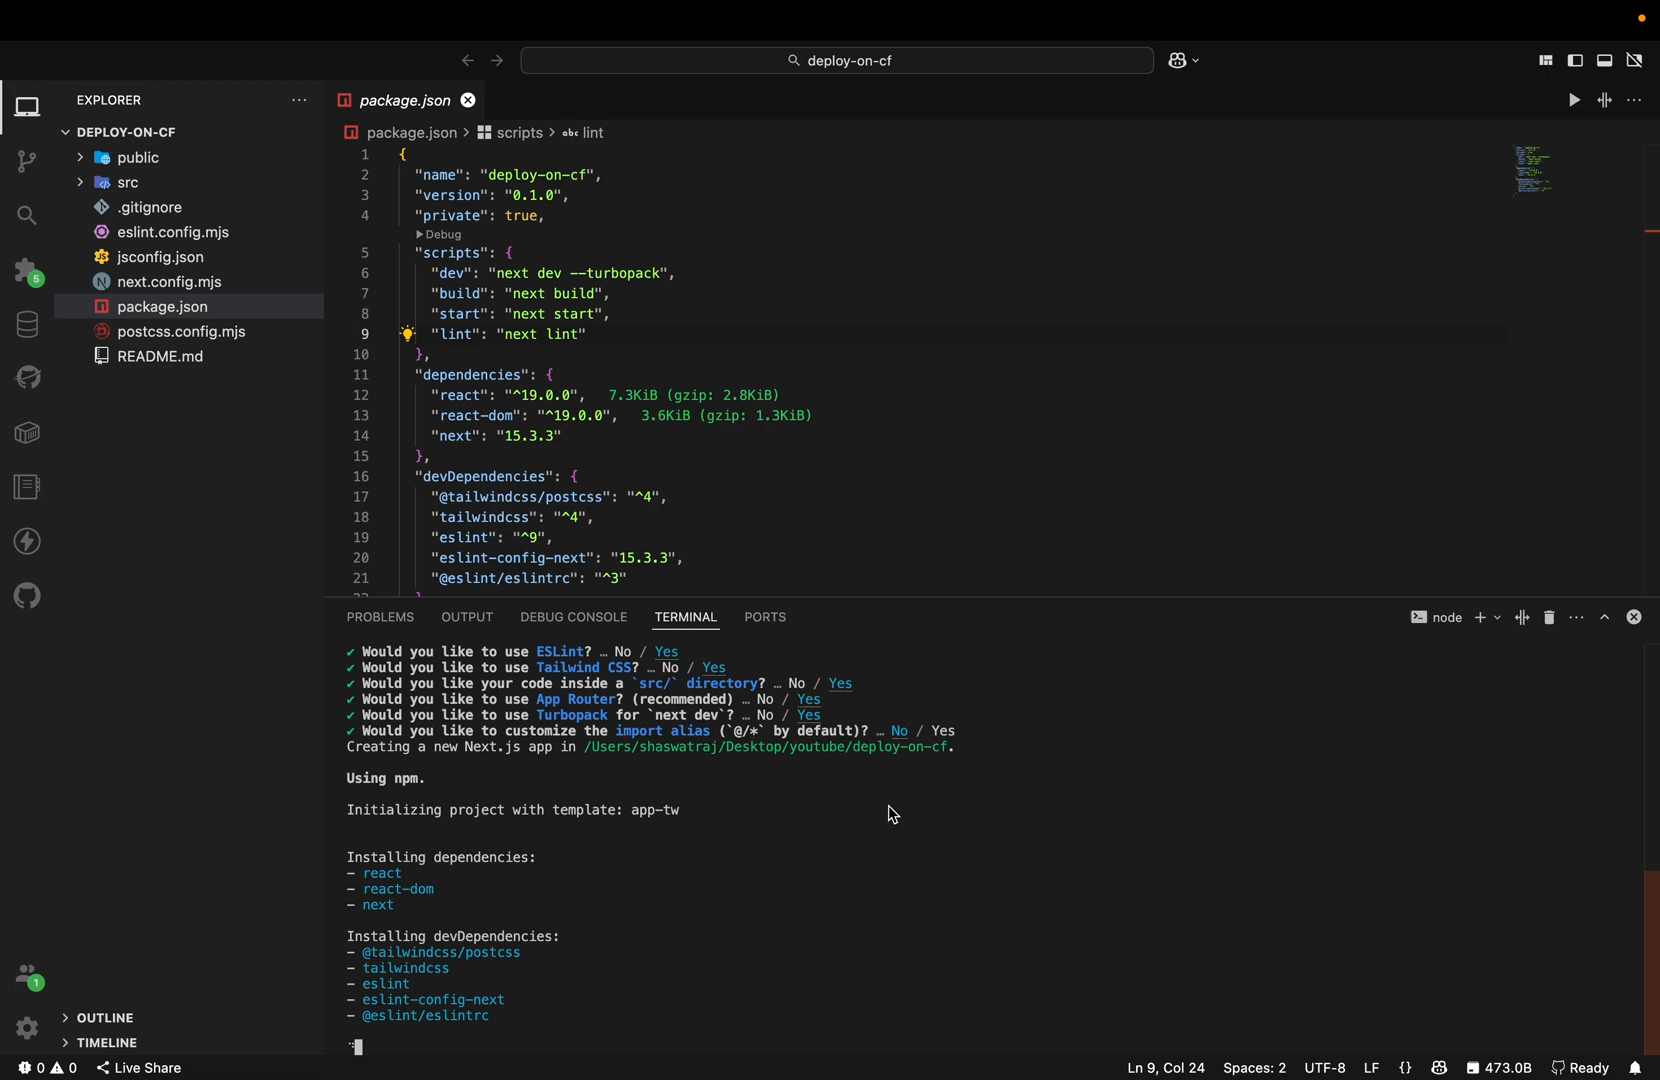 deploy-on-cf
EXPLORER
DEPLOY-ON-CF
public
src
.gitignore
eslint.config.mjs
jsconfig.json
next.config.mjs
package.json
postcss.config.mjs
README.md
5
1
OUTLINE
TIMELINE
package.json
package.json > scripts > abc lint
1 {
2 "name": "deploy-on-cf",
3 "version": "0.1.0",
4 "private": true,
Debug
5 "scripts": {
6 "dev": "next dev --turbopack",
7 "build": "next build",
8 "start": "next start",
9 "lint": "next lint"
10 },
11 "dependencies": {
12 "react": "^19.0.0", 7.3KiB (gzip: 2.8KiB)
13 "react-dom": "^19.0.0", 3.6KiB (gzip: 1.3KiB)
14 "next": "15.3.3"
15 },
16 "devDependencies": {
17 "@tailwindcss/postcss": "^4",
18 "tailwindcss": "^4",
19 "eslint": "^9",
20 "eslint-config-next": "15.3.3",
21 "@eslint/eslintrc": "^3"
PROBLEMS OUTPUT DEBUG CONSOLE TERMINAL PORTS
node
✔ Would you like to use ESLint? … No / Yes
✔ Would you like to use Tailwind CSS? … No / Yes
✔ Would you like your code inside a `src/` directory? … No / Yes
✔ Would you like to use App Router? (recommended) … No / Yes
✔ Would you like to use Turbopack for `next dev`? … No / Yes
✔ Would you like to customize the import alias (`@/*` by default)? … No / Yes
Creating a new Next.js app in /Users/shaswatraj/Desktop/youtube/deploy-on-cf.
Using npm.
Initializing project with template: app-tw
Installing dependencies:
- react
- react-dom
- next
Installing devDependencies:
- @tailwindcss/postcss
- tailwindcss
- eslint
- eslint-config-next
- @eslint/eslintrc
0 0 Live Share
Ln 9, Col 24 Spaces: 2 UTF-8 LF {} 473.0B Ready